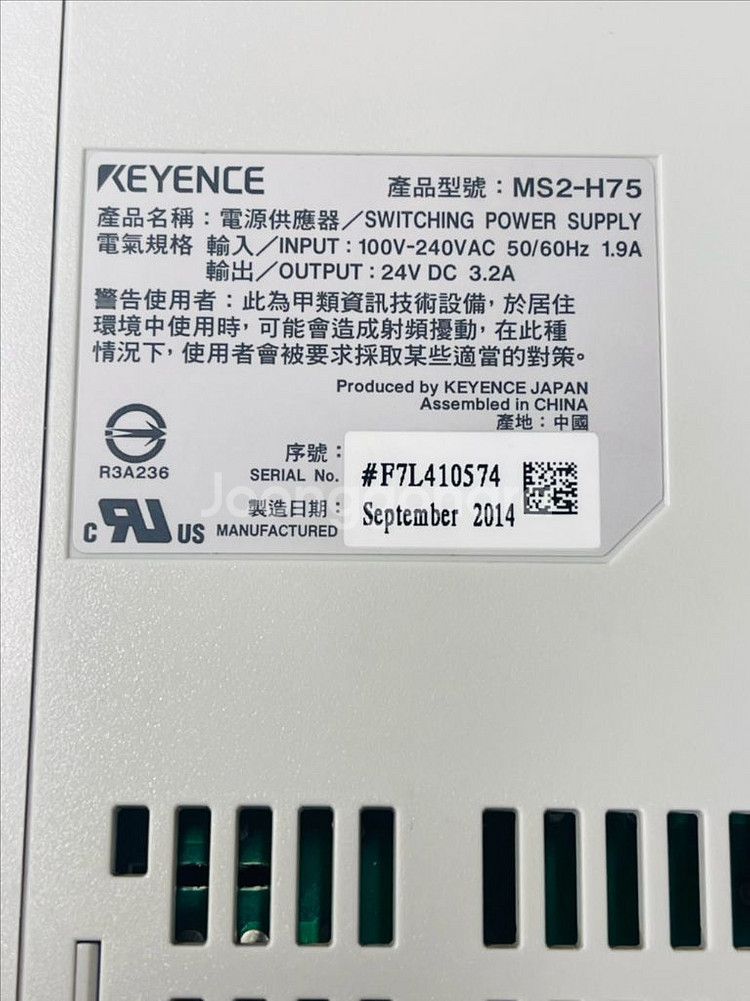 KEYENCE
產品型號：MS2-H75
產品名稱：電源供應器／SWITCHING POWER SUPPLY
電氣規格 輸入／INPUT：100V-240VAC 50/60Hz 1.9A
輸出／OUTPUT：24V DC 3.2A
警告使用者：此為甲類資訊技術設備，於居住
環境中使用時，可能會造成射頻擾動，在此種
情況下，使用者會被要求採取某些適當的對策。
Produced by KEYENCE JAPAN
Assembled in CHINA
產地：中國
R3A236
序號：
SERIAL No.
#F7L410574
製造日期：
MANUFACTURED
September 2014
c RU US